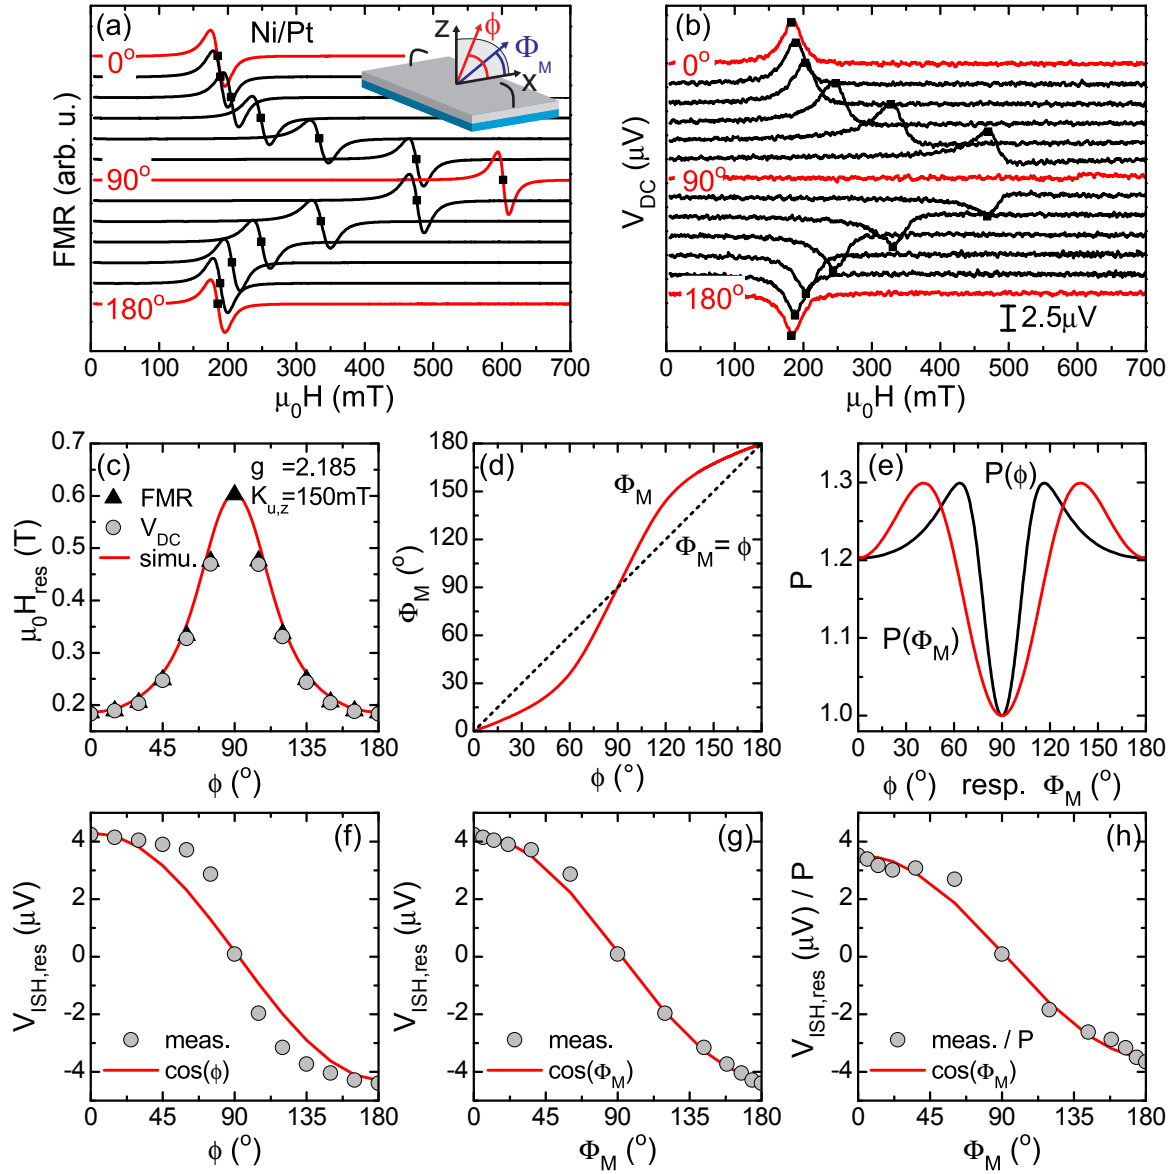 (a) Ni/Pt
Z ϕ Φ_M X
0°
90°
180°
FMR (arb. u.)
0 100 200 300 400 500 600 700
μ₀H (mT)
(b)
0°
90°
180°
2.5μV
V_DC (μV)
0 100 200 300 400 500 600 700
μ₀H (mT)
(c) g =2.185
K_u,z=150mT
FMR
V_DC
simu.
μ₀H_res (T)
0.7
0.6
0.5
0.4
0.3
0.2
0 45 90 135 180
ϕ (°)
(d)
Φ_M
Φ_M= ϕ
Φ_M (°)
180
150
120
90
60
30
0
0 30 60 90 120 150 180
ϕ (°)
(e)
P(ϕ)
P(Φ_M)
P
1.3
1.2
1.1
1.0
0 30 60 90 120 150 180
ϕ (°) resp. Φ_M (°)
(f)
meas.
cos(ϕ)
V_ISH,res (μV)
4
2
0
-2
-4
0 45 90 135 180
ϕ (°)
(g)
meas.
cos(Φ_M)
V_ISH,res (μV)
4
2
0
-2
-4
0 45 90 135 180
Φ_M (°)
(h)
meas. / P
cos(Φ_M)
V_ISH,res (μV) / P
4
2
0
-2
-4
0 45 90 135 180
Φ_M (°)